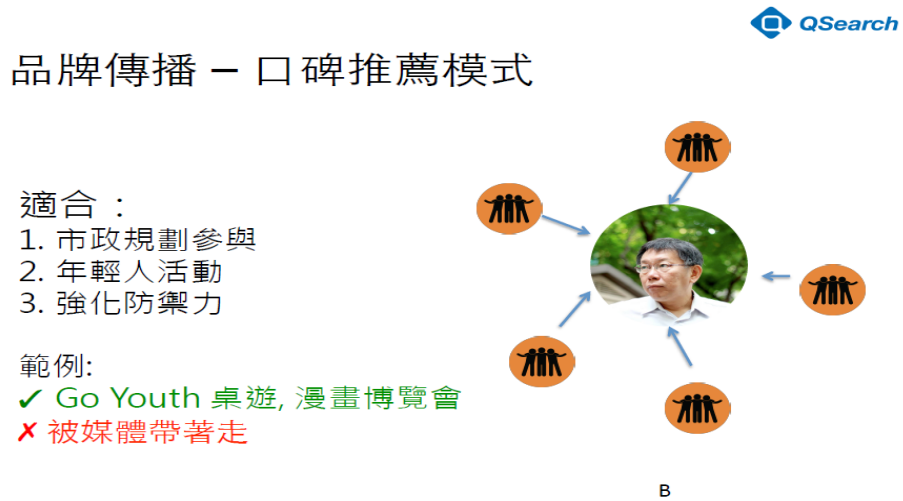 QSearch
品牌傳播 – 口碑推薦模式
適合：
1. 市政規劃參與
2. 年輕人活動
3. 強化防禦力
範例:
✓ Go Youth 桌遊, 漫畫博覽會
✗ 被媒體帶著走
B